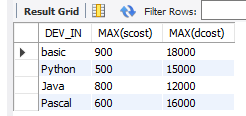 Result Grid Filter Rows:
DEV_IN MAX(scost) MAX(dcost)
basic 900 18000
Python 500 15000
Java 800 12000
Pascal 600 16000